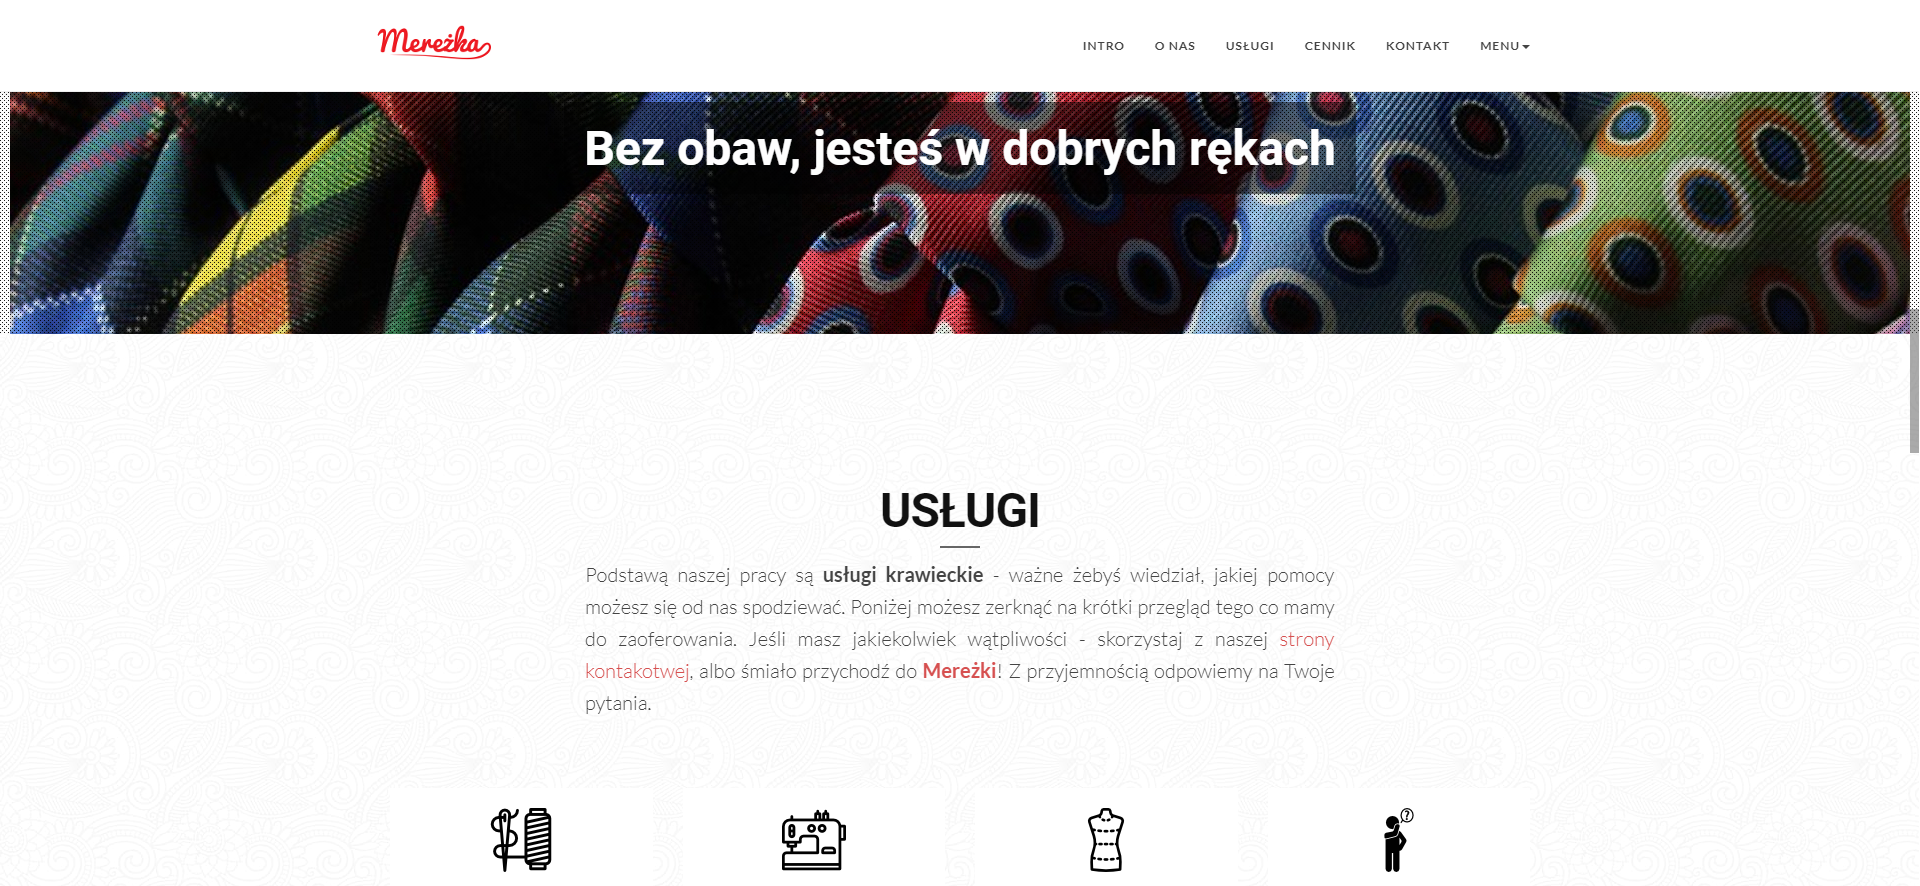 Mereżka
INTRO
O NAS
USŁUGI
CENNIK
KONTAKT
MENU
Bez obaw, jesteś w dobrych rękach
USŁUGI
Podstawą naszej pracy są usługi krawieckie - ważne żebyś wiedział, jakiej pomocy
możesz się od nas spodziewać. Poniżej możesz zerknąć na krótki przegląd tego co mamy
do zaoferowania. Jeśli masz jakiekolwiek wątpliwości - skorzystaj z naszej strony
kontakotwej, albo śmiało przychodź do Mereżki! Z przyjemnością odpowiemy na Twoje
pytania.
?